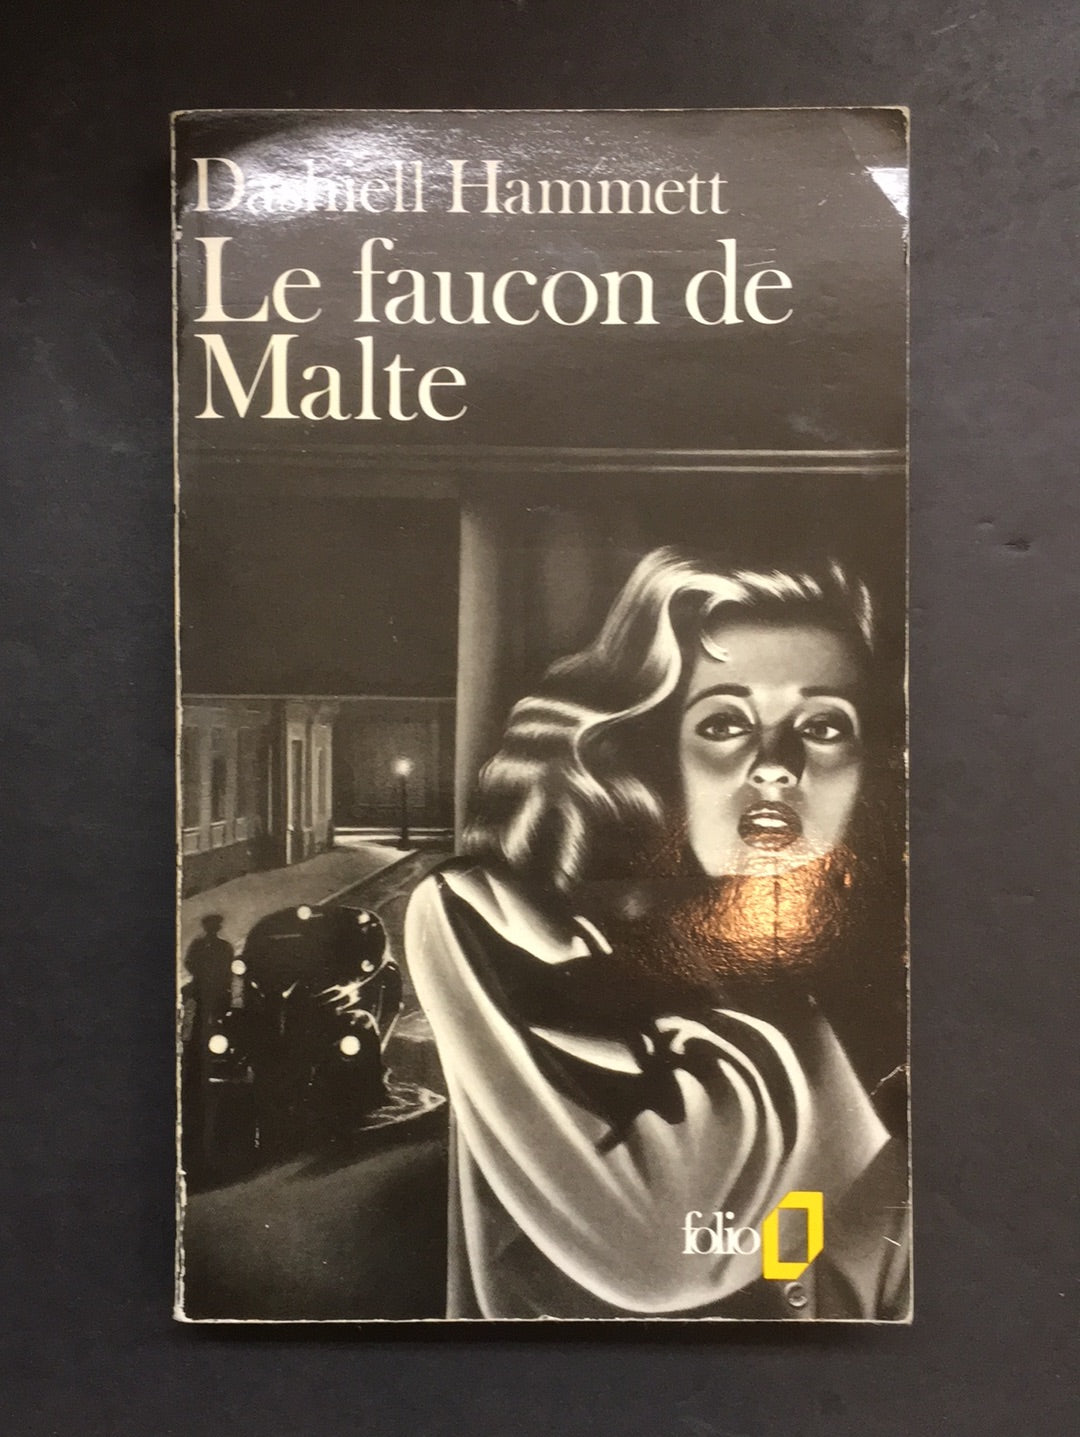 Dashiell Hammett
Le faucon de
Malte
folio